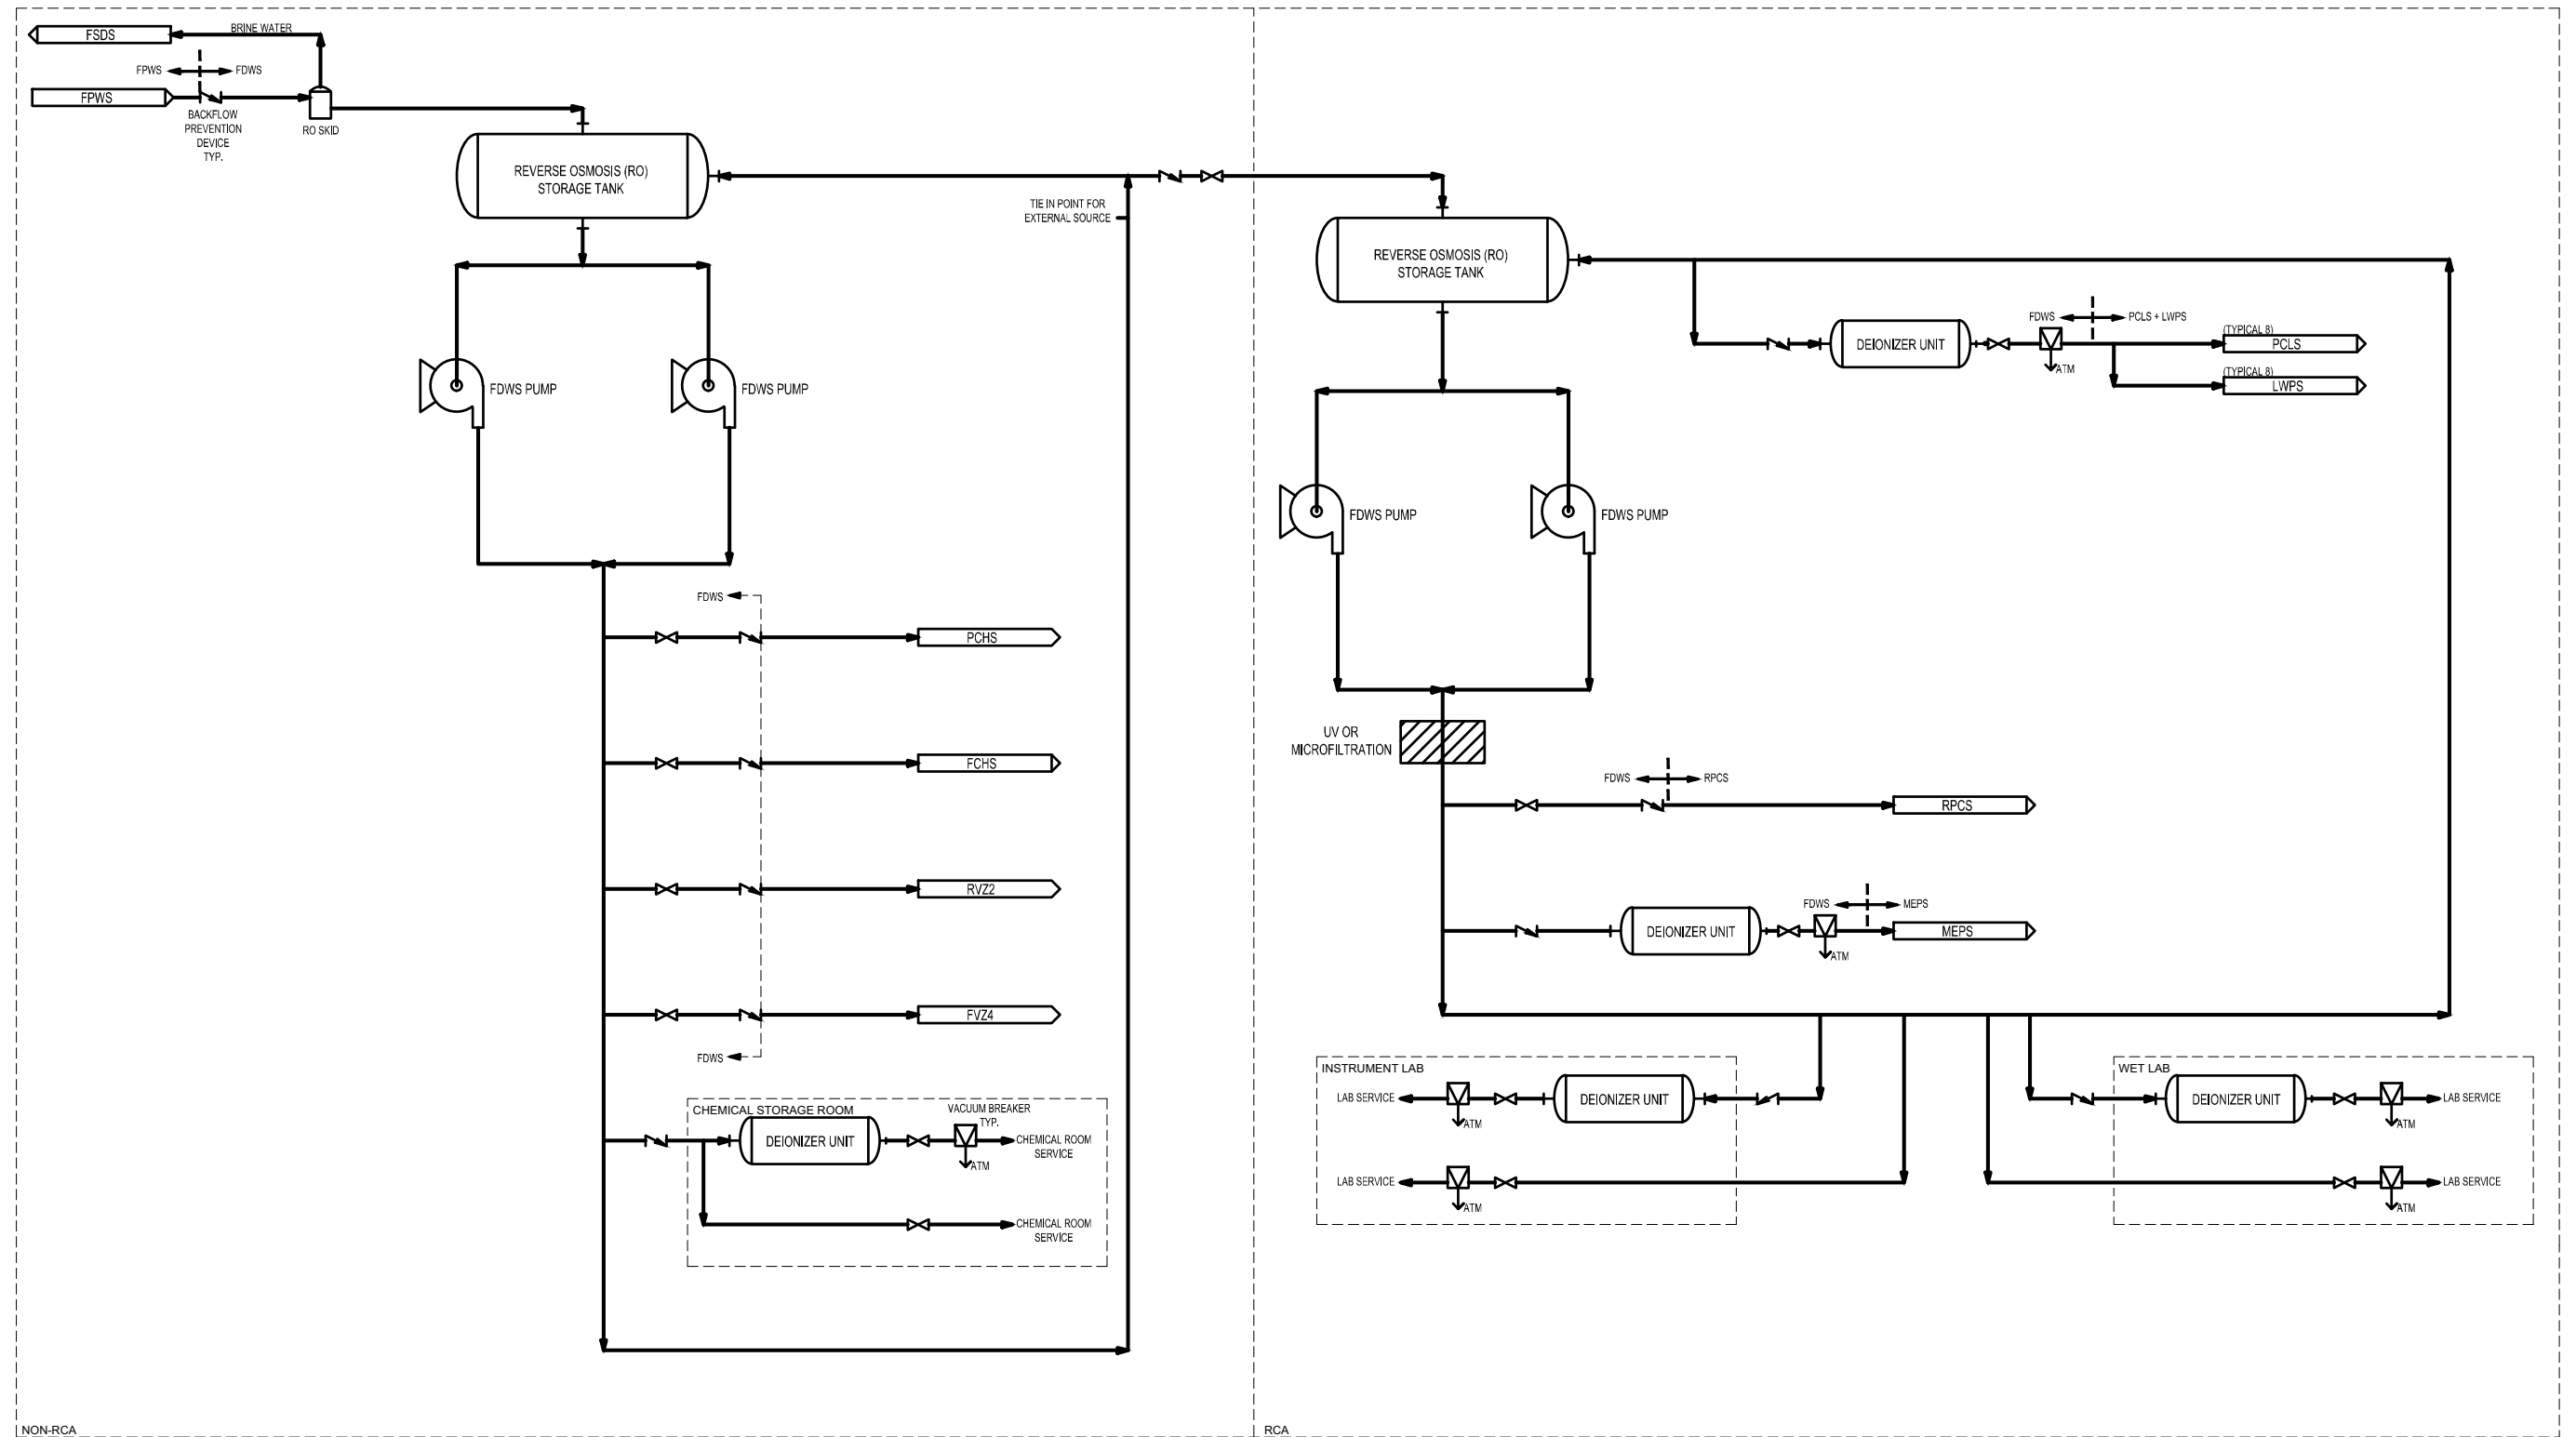 FSDS
BRINE WATER
FPWS
FDWS
FPWS
BACKFLOW
PREVENTION
DEVICE
TYP.
RO SKID
REVERSE OSMOSIS (RO)
STORAGE TANK
TIE IN POINT FOR
EXTERNAL SOURCE
FDWS PUMP
FDWS PUMP
FDWS
PCHS
FCHS
RVZ2
FVZ4
FDWS
CHEMICAL STORAGE ROOM
VACUUM BREAKER
TYP.
DEIONIZER UNIT
ATM
CHEMICAL ROOM
SERVICE
CHEMICAL ROOM
SERVICE
NON-RCA
REVERSE OSMOSIS (RO)
STORAGE TANK
FDWS
PCLS + LWPS
DEIONIZER UNIT
ATM
(TYPICAL 8)
PCLS
(TYPICAL 8)
LWPS
FDWS PUMP
FDWS PUMP
UV OR
MICROFILTRATION
FDWS
RPCS
RPCS
FDWS
MEPS
DEIONIZER UNIT
ATM
MEPS
INSTRUMENT LAB
LAB SERVICE
ATM
DEIONIZER UNIT
LAB SERVICE
ATM
WET LAB
DEIONIZER UNIT
ATM
LAB SERVICE
ATM
LAB SERVICE
RCA